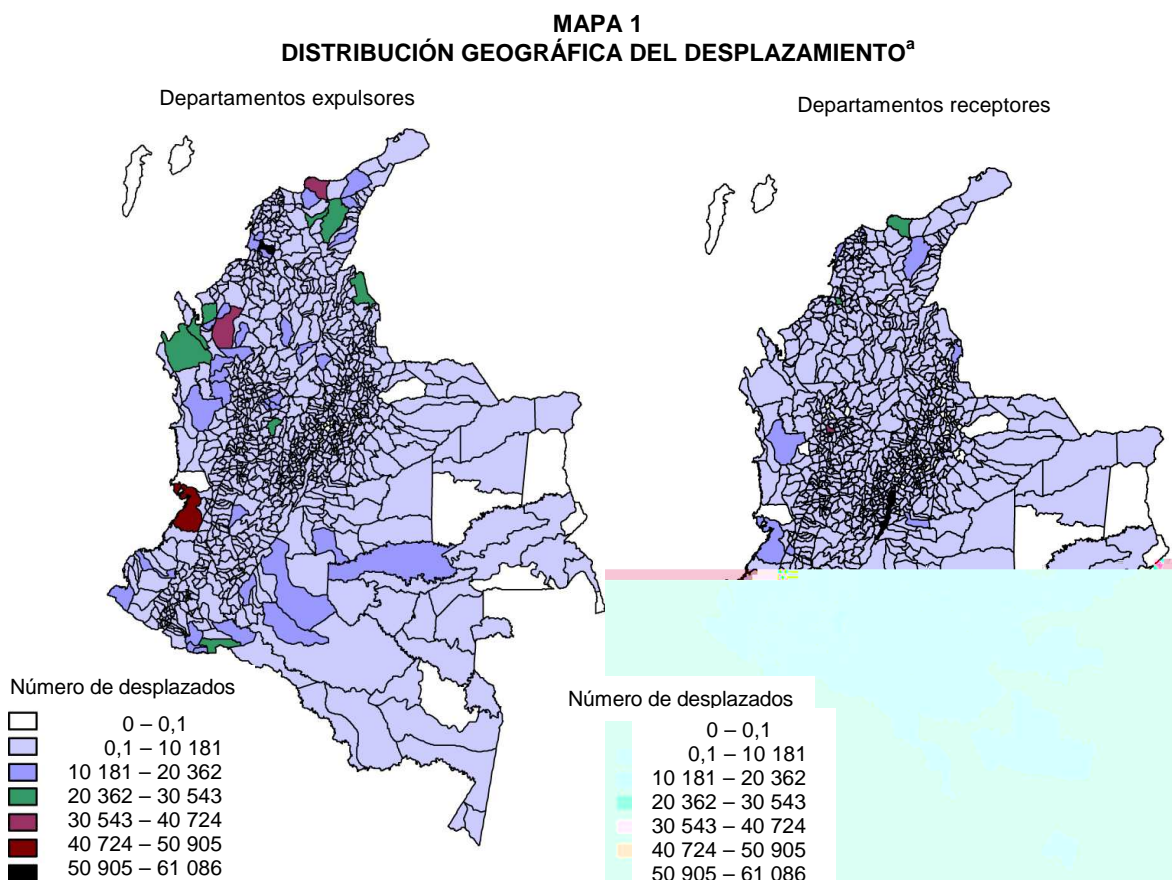 MAPA 1
DISTRIBUCIÓN GEOGRÁFICA DEL DESPLAZAMIENTOª
Departamentos expulsores
Departamentos receptores
Número de desplazados
0 – 0,1
0,1 – 10 181
10 181 – 20 362
20 362 – 30 543
30 543 – 40 724
40 724 – 50 905
50 905 – 61 086
Número de desplazados
0 – 0,1
0,1 – 10 181
10 181 – 20 362
20 362 – 30 543
30 543 – 40 724
40 724 – 50 905
50 905 – 61 086